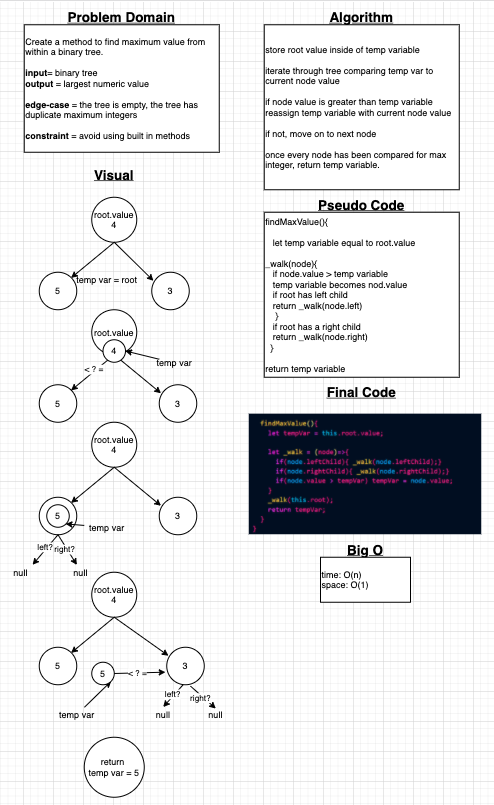 Problem Domain
Create a method to find maximum value from
within a binary tree.
input= binary tree
output = largest numeric value
edge-case = the tree is empty, the tree has
duplicate maximum integers
constraint = avoid using built in methods
Visual
root.value
4
temp var = root
5
3
root.value
4
< ? =
temp var
5
3
root.value
4
5
temp var
3
left?
right?
null
null
root.value
4
5
5
< ? =
3
temp var
left?
right?
null
null
return
temp var = 5
Algorithm
store root value inside of temp variable
iterate through tree comparing temp var to
current node value
if node value is greater than temp variable
reassign temp variable with current node value
if not, move on to next node
once every node has been compared for max
integer, return temp variable.
Pseudo Code
findMaxValue(){
let temp variable equal to root.value
_walk(node){
if node.value > temp variable
temp variable becomes nod.value
if root has left child
return _walk(node.left)
}
if root has a right child
return _walk(node.right)
}
return temp variable
Final Code
findMaxValue(){
let tempVar = this.root.value;
let _walk = (node)=>{
if(node.leftChild){ _walk(node.leftChild);}
if(node.rightChild){ _walk(node.rightChild);}
if(node.value > tempVar) tempVar = node.value;
}
_walk(this.root);
return tempVar;
}
}
Big O
time: O(n)
space: O(1)